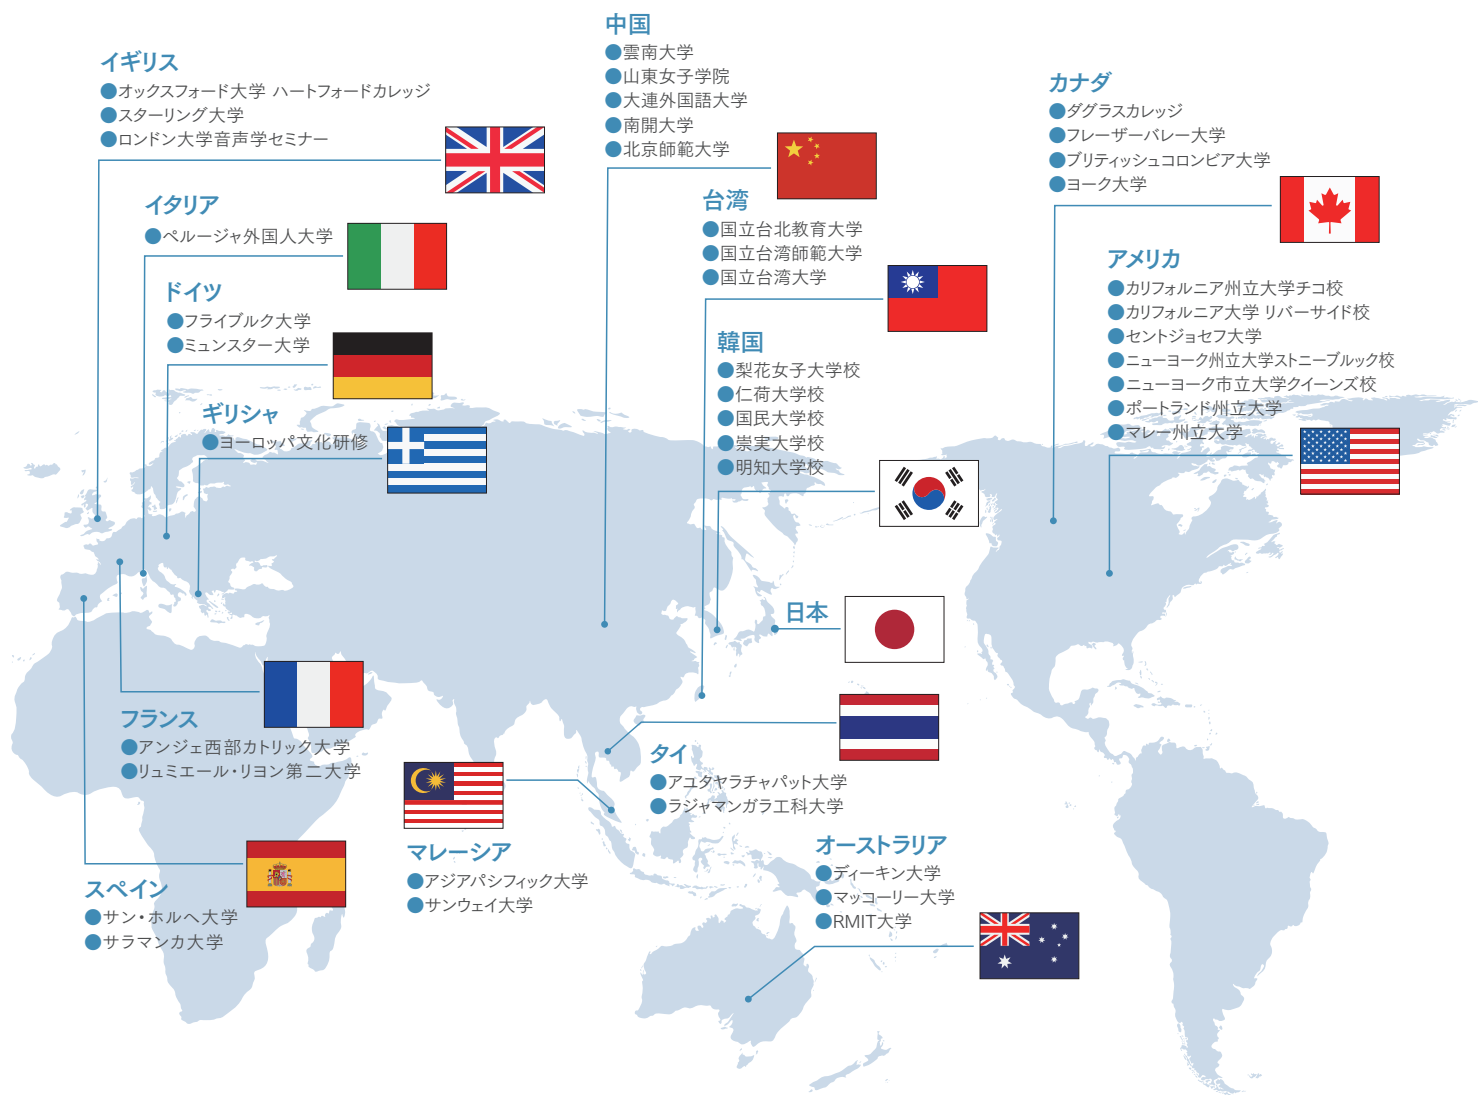 イギリス
●オックスフォード大学 ハートフォードカレッジ
●スターリング大学
●ロンドン大学音声学セミナー
イタリア
●ペルージャ外国人大学
ドイツ
●フライブルク大学
●ミュンスター大学
ギリシャ
●ヨーロッパ文化研修
中国
●雲南大学
●山東女子学院
●大連外国語大学
●南開大学
●北京師範大学
台湾
●国立台北教育大学
●国立台湾師範大学
●国立台湾大学
韓国
●梨花女子大学校
●仁荷大学校
●国民大学校
●崇実大学校
●明知大学校
カナダ
●ダグラスカレッジ
●フレーザーバレー大学
●ブリティッシュコロンビア大学
●ヨーク大学
アメリカ
●カリフォルニア州立大学チコ校
●カリフォルニア大学 リバーサイド校
●セントジョセフ大学
●ニューヨーク州立大学ストニーブルック校
●ニューヨーク市立大学クイーンズ校
●ポートランド州立大学
●マレー州立大学
日本
フランス
●アンジェ西部カトリック大学
●リュミエール・リヨン第二大学
タイ
●アユタヤラチャパット大学
●ラジャマンガラ工科大学
スペイン
●サン・ホルヘ大学
●サラマンカ大学
マレーシア
●アジアパシフィック大学
●サンウェイ大学
オーストラリア
●ディーキン大学
●マッコーリー大学
●RMIT大学